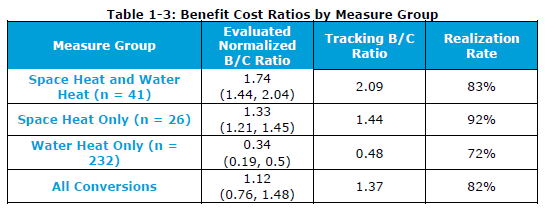 Table 1-3: Benefit Cost Ratios by Measure Group
Measure Group
Evaluated
Normalized
B/C Ratio
Tracking B/C
Ratio
Realization
Rate
Space Heat and Water
Heat (n = 41)
1.74
(1.44, 2.04)
2.09
83%
Space Heat Only (n = 26)
1.33
(1.21, 1.45)
1.44
92%
Water Heat Only (n =
232)
0.34
(0.19, 0.5)
0.48
72%
All Conversions
1.12
(0.76, 1.48)
1.37
82%